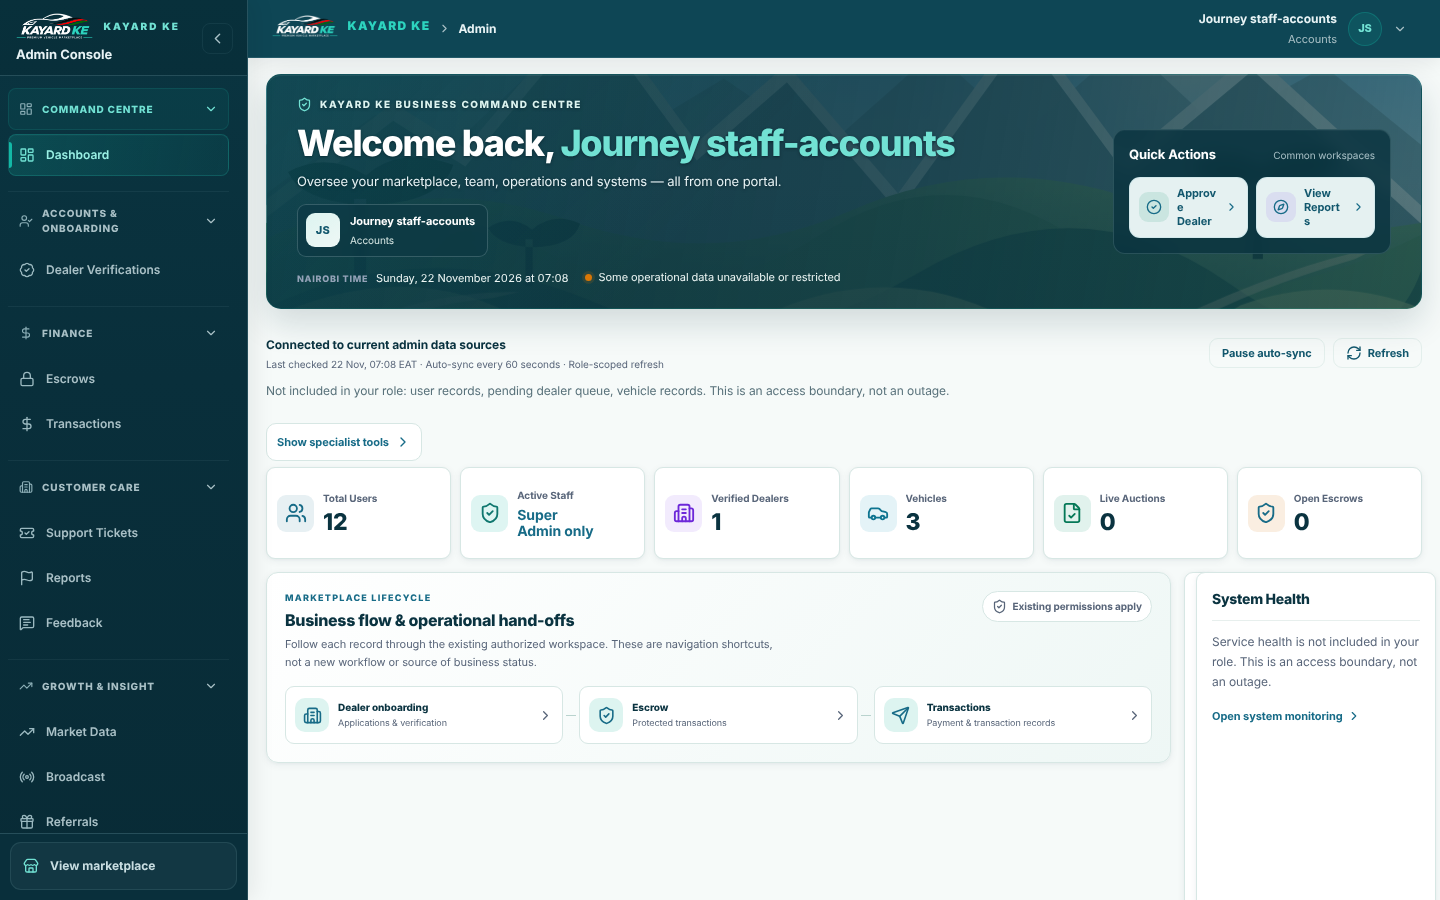 KAYARD KE
KAYARD KE
Admin Console
COMMAND CENTRE
Dashboard
ACCOUNTS &
ONBOARDING
Dealer Verifications
FINANCE
Escrows
Transactions
CUSTOMER CARE
Support Tickets
Reports
Feedback
GROWTH & INSIGHT
Market Data
Broadcast
Referrals
View marketplace
KAYARD KE
KAYARD KE
Admin
Journey staff-accounts
Accounts
JS
KAYARD KE BUSINESS COMMAND CENTRE
Welcome back, Journey staff-accounts
Oversee your marketplace, team, operations and systems — all from one portal.
JS
Journey staff-accounts
Accounts
NAIROBI TIME Sunday, 22 November 2026 at 07:08 Some operational data unavailable or restricted
Quick Actions
Common workspaces
Approv
e
Dealer
View
Report
s
Connected to current admin data sources
Last checked 22 Nov, 07:08 EAT · Auto-sync every 60 seconds · Role-scoped refresh
Pause auto-sync
Refresh
Not included in your role: user records, pending dealer queue, vehicle records. This is an access boundary, not an outage.
Show specialist tools
Total Users
12
Active Staff
Super
Admin only
Verified Dealers
1
Vehicles
3
Live Auctions
0
Open Escrows
0
MARKETPLACE LIFECYCLE
Business flow & operational hand-offs
Follow each record through the existing authorized workspace. These are navigation shortcuts,
not a new workflow or source of business status.
Existing permissions apply
Dealer onboarding
Applications & verification
Escrow
Protected transactions
Transactions
Payment & transaction records
System Health
Service health is not included in your
role. This is an access boundary, not
an outage.
Open system monitoring